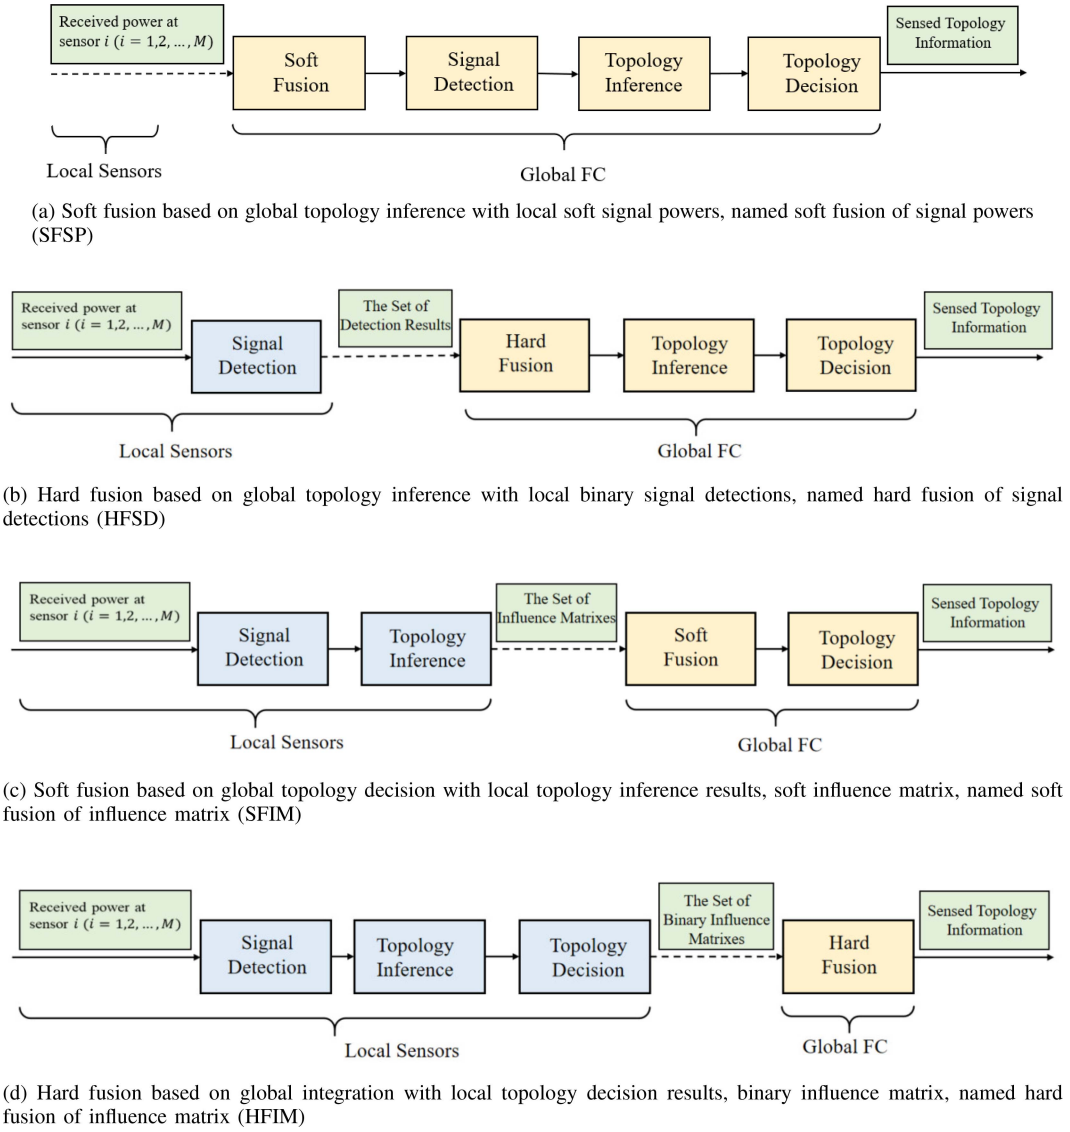 Received power at
sensor i (i = 1,2, ..., M)
Soft
Fusion
Signal
Detection
Topology
Inference
Topology
Decision
Sensed Topology
Information
Local Sensors
Global FC
(a) Soft fusion based on global topology inference with local soft signal powers, named soft fusion of signal powers
(SFSP)
Received power at
sensor i (i = 1,2, ..., M)
Signal
Detection
The Set of
Detection Results
Hard
Fusion
Topology
Inference
Topology
Decision
Sensed Topology
Information
Local Sensors
Global FC
(b) Hard fusion based on global topology inference with local binary signal detections, named hard fusion of signal
detections (HFSD)
Received power at
sensor i (i = 1,2, ..., M)
Signal
Detection
Topology
Inference
The Set of
Influence Matrixes
Soft
Fusion
Topology
Decision
Sensed Topology
Information
Local Sensors
Global FC
(c) Soft fusion based on global topology decision with local topology inference results, soft influence matrix, named soft
fusion of influence matrix (SFIM)
Received power at
sensor i (i = 1,2, ..., M)
Signal
Detection
Topology
Inference
Topology
Decision
The Set of
Binary Influence
Matrixes
Hard
Fusion
Sensed Topology
Information
Local Sensors
Global FC
(d) Hard fusion based on global integration with local topology decision results, binary influence matrix, named hard
fusion of influence matrix (HFIM)